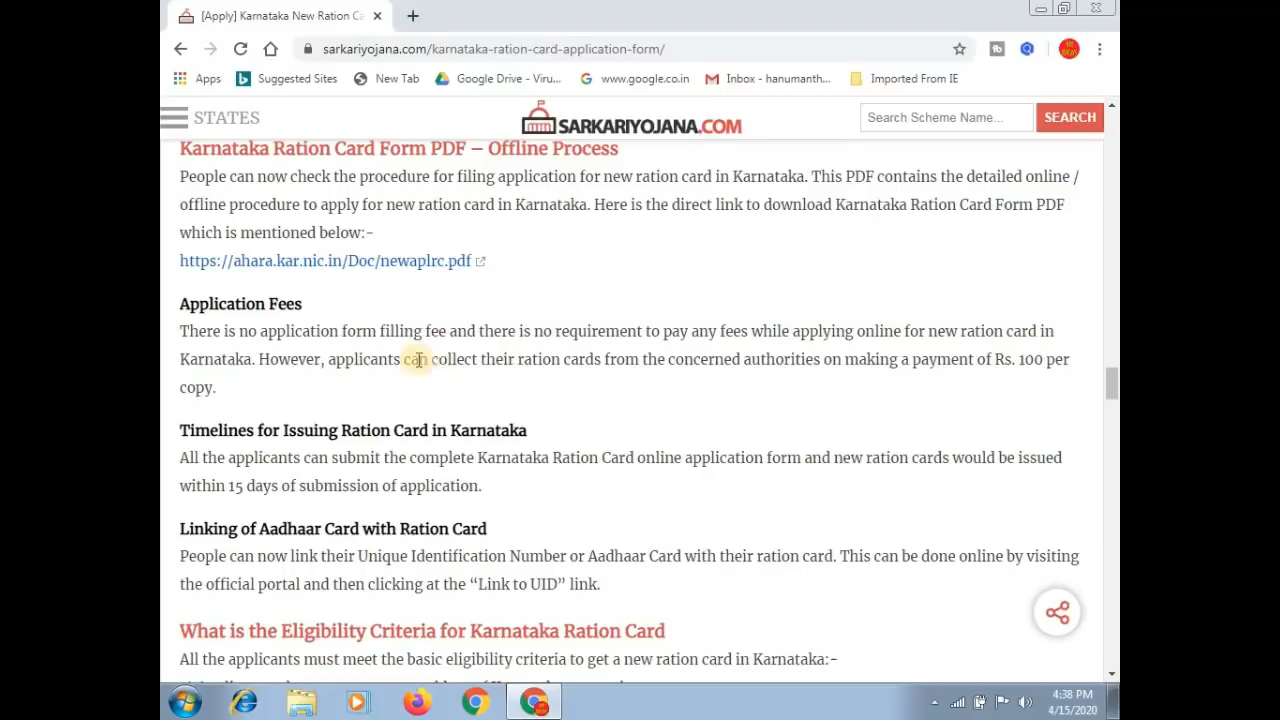 [Apply] Karnataka New Ration Ca
sarkariyojana.com/karnataka-ration-card-application-form/
Apps Suggested Sites New Tab Google Drive - Viru... www.google.co.in Inbox - hanumanth... Imported From IE
STATES SARKARIYOJANA.COM Search Scheme Name... SEARCH
Karnataka Ration Card Form PDF – Offline Process
People can now check the procedure for filing application for new ration card in Karnataka. This PDF contains the detailed online /
offline procedure to apply for new ration card in Karnataka. Here is the direct link to download Karnataka Ration Card Form PDF
which is mentioned below:-
https://ahara.kar.nic.in/Doc/newaplrc.pdf
Application Fees
There is no application form filling fee and there is no requirement to pay any fees while applying online for new ration card in
Karnataka. However, applicants can collect their ration cards from the concerned authorities on making a payment of Rs. 100 per
copy.
Timelines for Issuing Ration Card in Karnataka
All the applicants can submit the complete Karnataka Ration Card online application form and new ration cards would be issued
within 15 days of submission of application.
Linking of Aadhaar Card with Ration Card
People can now link their Unique Identification Number or Aadhaar Card with their ration card. This can be done online by visiting
the official portal and then clicking at the “Link to UID” link.
What is the Eligibility Criteria for Karnataka Ration Card
All the applicants must meet the basic eligibility criteria to get a new ration card in Karnataka:-
4:38 PM
4/15/2020